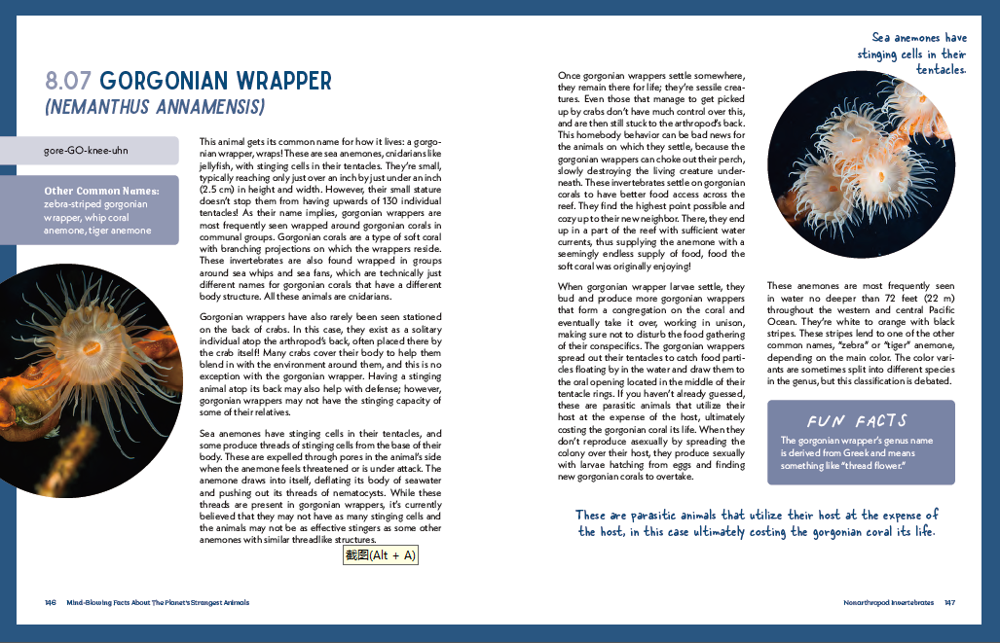 8.07 GORGONIAN WRAPPER
(NEMANTHUS ANNAMENSIS)
gore-GO-knee-uhn
Other Common Names:
zebra-striped gorgonian
wrapper, whip coral
anemone, tiger anemone
This animal gets its common name for how it lives: a gorgo-
nian wrapper, wraps! These are sea anemones, cnidarians like
jellyfish, with stinging cells in their tentacles. They're small,
typically reaching only just over an inch by just under an inch
(2.5 cm) in height and width. However, their small stature
doesn't stop them from having upwards of 130 individual
tentacles! As their name implies, gorgonian wrappers are
most frequently seen wrapped around gorgonian corals in
communal groups. Gorgonian corals are a type of soft coral
with branching projections on which the wrappers reside.
These invertebrates are also found wrapped in groups
around sea whips and sea fans, which are technically just
different names for gorgonian corals that have a different
body structure. All these animals are cnidarians.
Gorgonian wrappers have also rarely been seen stationed
on the back of crabs. In this case, they exist as a solitary
individual atop the arthropod's back, often placed there by
the crab itself! Many crabs cover their body to help them
blend in with the environment around them, and this is no
exception with the gorgonian wrapper. Having a stinging
animal atop its back may also help with defense; however,
gorgonian wrappers may not have the stinging capacity of
some of their relatives.
Sea anemones have stinging cells in their tentacles, and
some produce threads of stinging cells from the base of their
body. These are expelled through pores in the animal's side
when the anemone feels threatened or is under attack. The
anemone draws into itself, deflating its body of seawater
and pushing out its threads of nematocysts. While these
threads are present in gorgonian wrappers, it's currently
believed that they may not have as many stinging cells and
the animals may not be as effective stingers as some other
anemones with similar threadlike structures.
截图(Alt + A)
146 Mind-Blowing Facts About The Planet's Strangest Animals
Once gorgonian wrappers settle somewhere,
they remain there for life; they're sessile crea-
tures. Even those that manage to get picked
up by crabs don't have much control over this,
and are then still stuck to the arthropod's back.
This homebody behavior can be bad news for
the animals on which they settle, because the
gorgonian wrappers can choke out their perch,
slowly destroying the living creature under-
neath. These invertebrates settle on gorgonian
corals to have better food access across the
reef. They find the highest point possible and
cozy up to their new neighbor. There, they end
up in a part of the reef with sufficient water
currents, thus supplying the anemone with a
seemingly endless supply of food, food the
soft coral was originally enjoying!
When gorgonian wrapper larvae settle, they
bud and produce more gorgonian wrappers
that form a congregation on the coral and
eventually take it over, working in unison,
making sure not to disturb the food gathering
of their conspecifics. The gorgonian wrappers
spread out their tentacles to catch food parti-
cles floating by in the water and draw them to
the oral opening located in the middle of their
tentacle rings. If you haven't already guessed,
these are parasitic animals that utilize their
host at the expense of the host, ultimately
costing the gorgonian coral its life. When they
don't reproduce asexually by spreading the
colony over their host, they produce sexually
with larvae hatching from eggs and finding
new gorgonian corals to overtake.
Sea anemones have
stinging cells in their
tentacles.
These anemones are most frequently seen
in water no deeper than 72 feet (22 m)
throughout the western and central Pacific
Ocean. They're white to orange with black
stripes. These stripes lend to one of the other
common names, "zebra" or "tiger" anemone,
depending on the main color. The color vari-
ants are sometimes split into different species
in the genus, but this classification is debated.
FUN FACTS
The gorgonian wrapper's genus name
is derived from Greek and means
something like "thread flower."
These are parasitic animals that utilize their host at the expense of
the host, in this case ultimately costing the gorgonian coral its life.
Nonarthropod Invertebrates 147